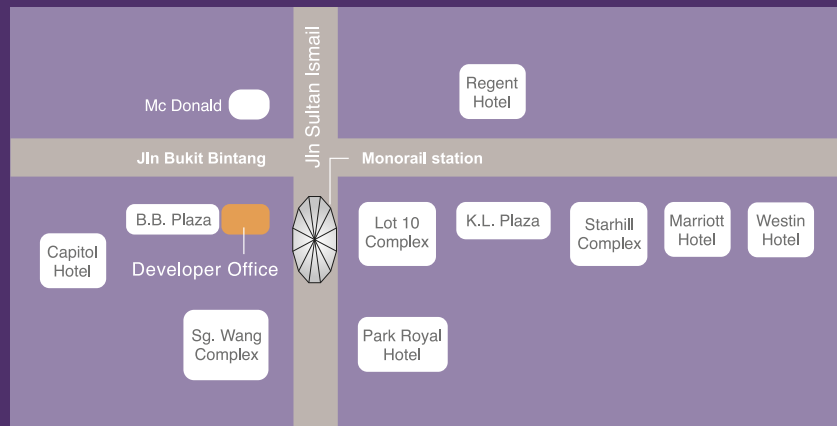 Jln Sultan Ismail
Regent
Hotel
Mc Donald
Jln Bukit Bintang
Monorail station
B.B. Plaza
Lot 10
Complex
K.L. Plaza
Starhill
Complex
Marriott
Hotel
Westin
Hotel
Capitol
Hotel
Developer Office
Sg. Wang
Complex
Park Royal
Hotel